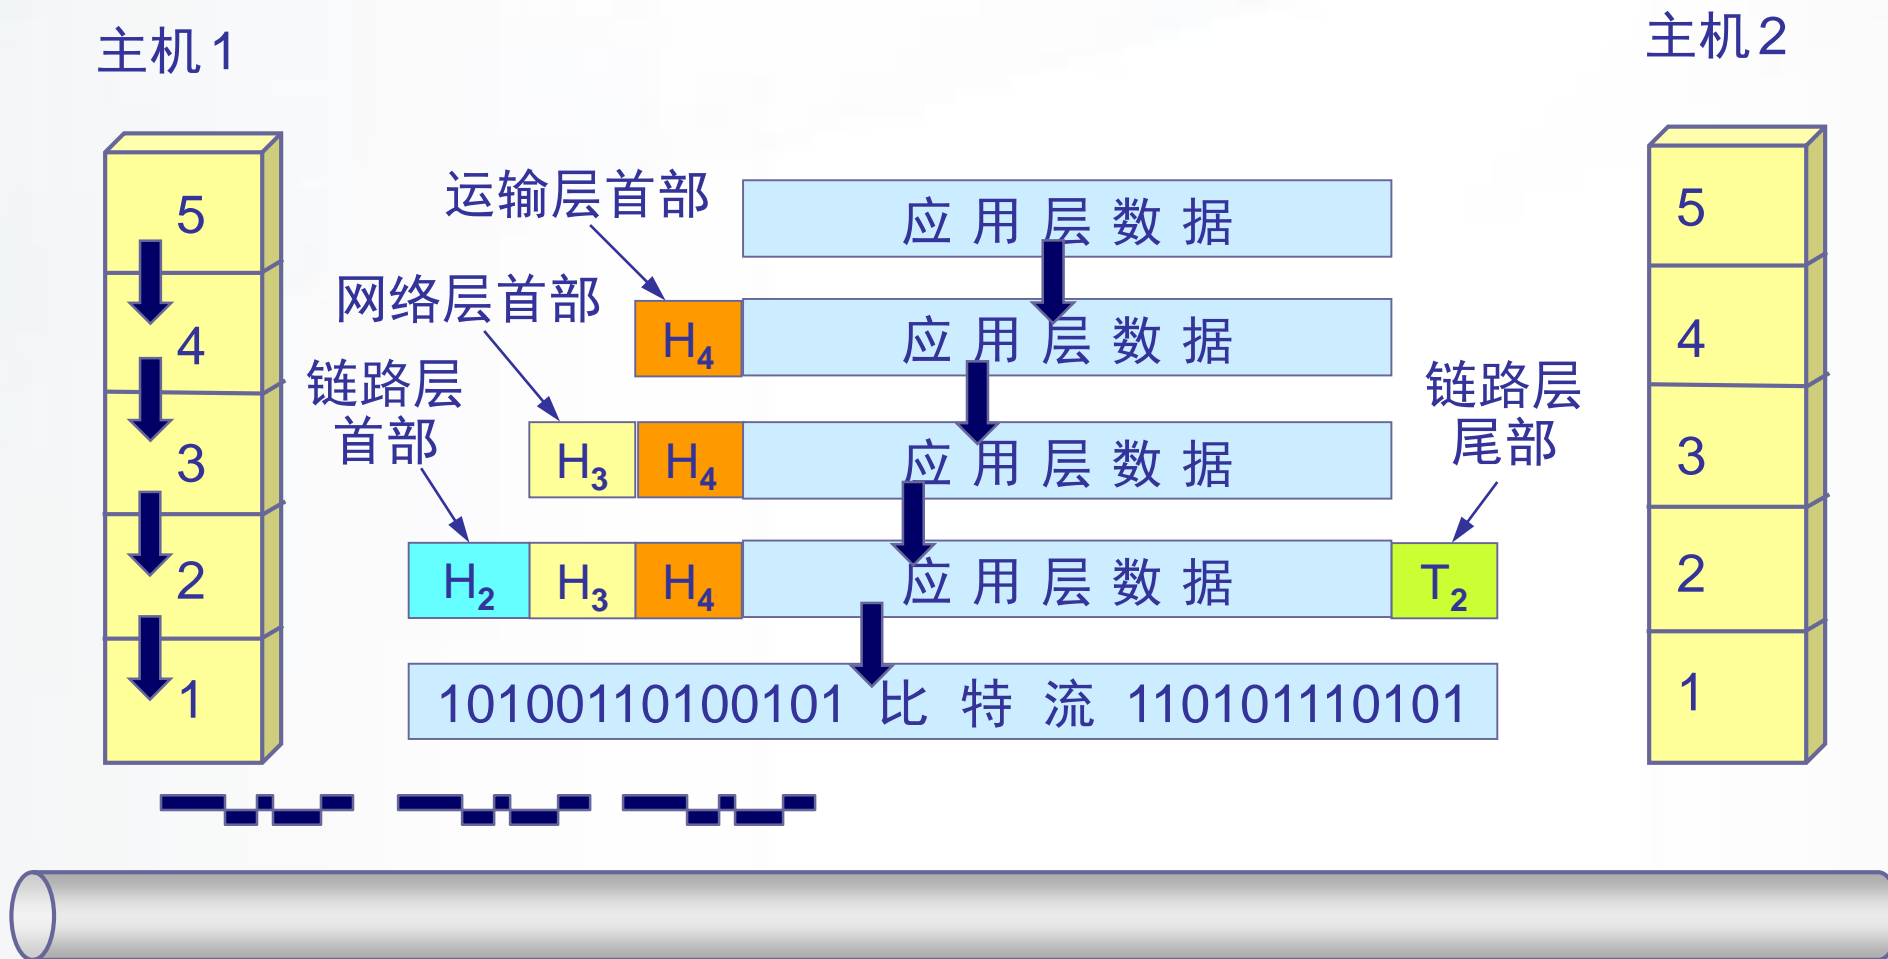 主机1
主机2
5
运输层首部
应用层数据
5
网络层首部
4
H4
应用层数据
4
链路层
首部
3
H3
H4
应用层数据
链路层
尾部
3
2
H2
H3
H4
应用层数据
T2
2
1
10100110100101 比特流 110101110101
1